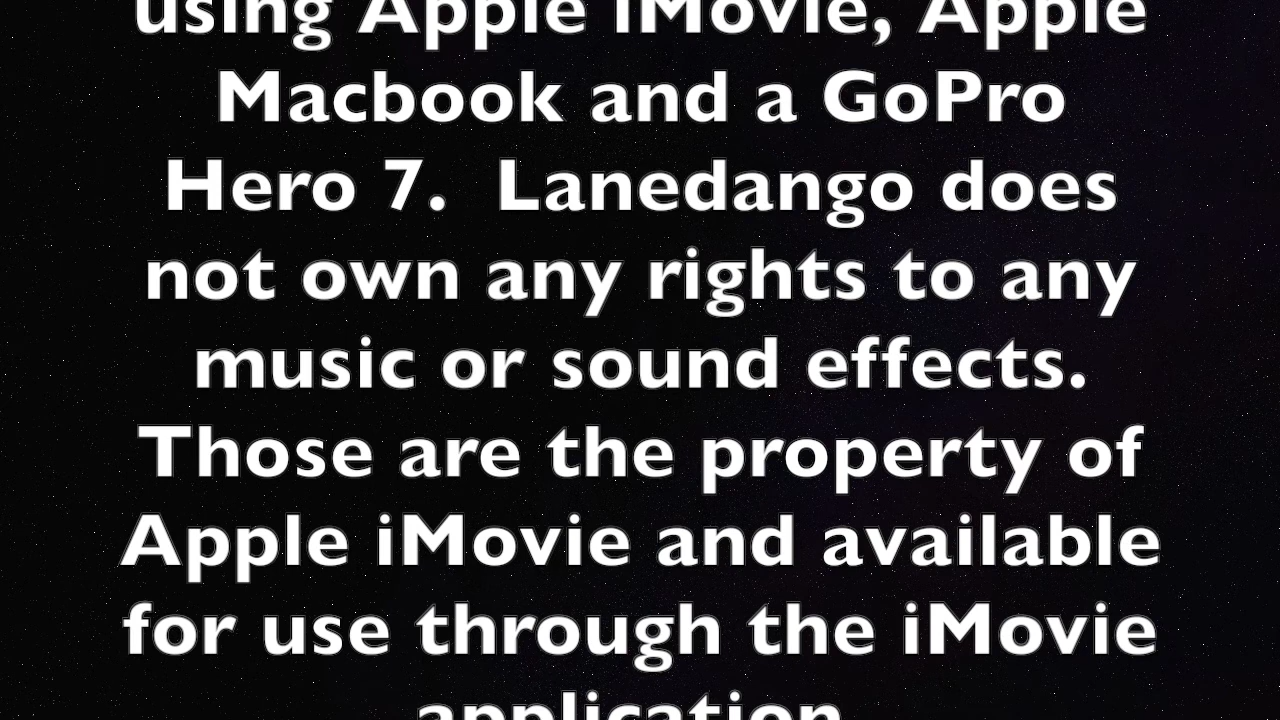 using Apple iMovie, Apple
Macbook and a GoPro
Hero 7.  Lanedango does
not own any rights to any
music or sound effects.
Those are the property of
Apple iMovie and available
for use through the iMovie
application